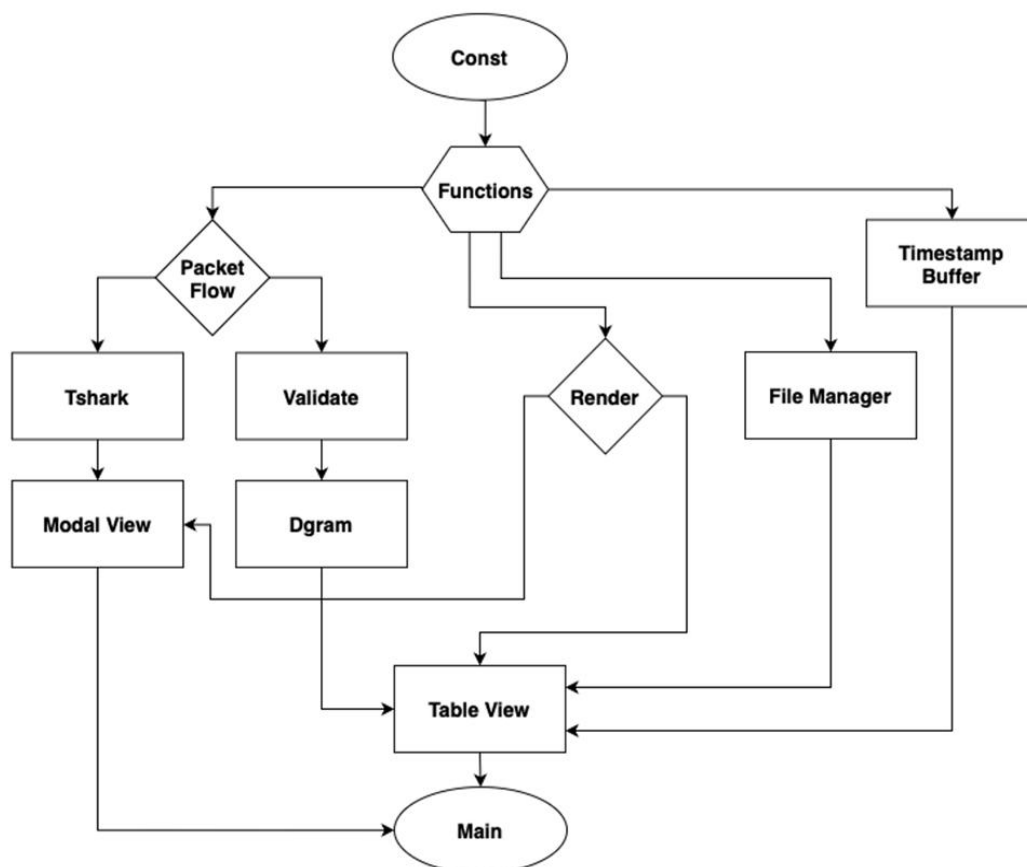 Const
Functions
Packet
Flow
Timestamp
Buffer
Tshark
Validate
Render
File Manager
Modal View
Dgram
Table View
Main